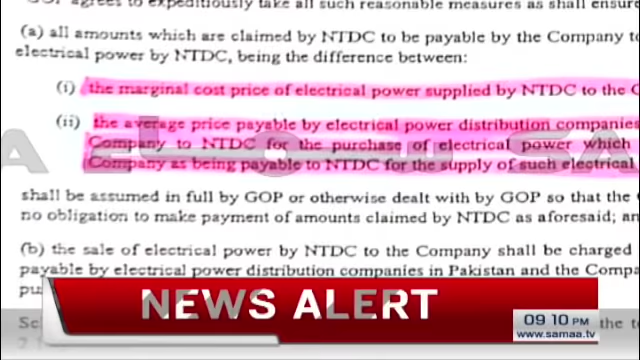 GOP agrees to expeditiously take all such reasonable measures as shall ensure
(a) all amounts which are claimed by NTDC to be payable by the Company to
electrical power by NTDC, being the difference between:
(i) the marginal cost price of electrical power supplied by NTDC to the C
(ii) the average price payable by electrical power distribution companies
Company to NTDC for the purchase of electrical power which
Company as being payable to NTDC for the supply of such electrical
shall be assumed in full by GOP or otherwise dealt with by GOP so that the
no obligation to make payment of amounts claimed by NTDC as aforesaid; an
(b) the sale of electrical power by NTDC to the Company shall be charged
payable by electrical power distribution companies in Pakistan and the Compa
pu
NEWS ALERT
09:10 PM
www.samaa.tv
the to